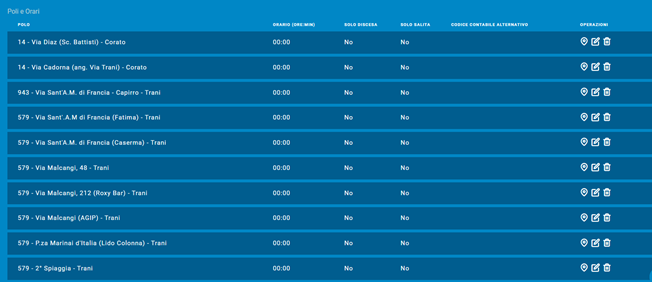 Poli e Orari
POLO ORARIO (ORE:MIN) SOLO DISCESA SOLO SALITA CODICE CONTABILE ALTERNATIVO OPERAZIONI
14 - Via Diaz (Sc. Battisti) - Corato 00:00 No No
14 - Via Cadorna (ang. Via Trani) - Corato 00:00 No No
943 - Via Sant'A.M. di Francia - Capirro - Trani 00:00 No No
579 - Via Sant'.A.M di Francia (Fatima) - Trani 00:00 No No
579 - Via Sant'A.M. di Francia (Caserma) - Trani 00:00 No No
579 - Via Malcangi, 48 - Trani 00:00 No No
579 - Via Malcangi, 212 (Roxy Bar) - Trani 00:00 No No
579 - Via Malcangi (AGIP) - Trani 00:00 No No
579 - P.za Marinai d'Italia (Lido Colonna) - Trani 00:00 No No
579 - 2° Spiaggia - Trani 00:00 No No